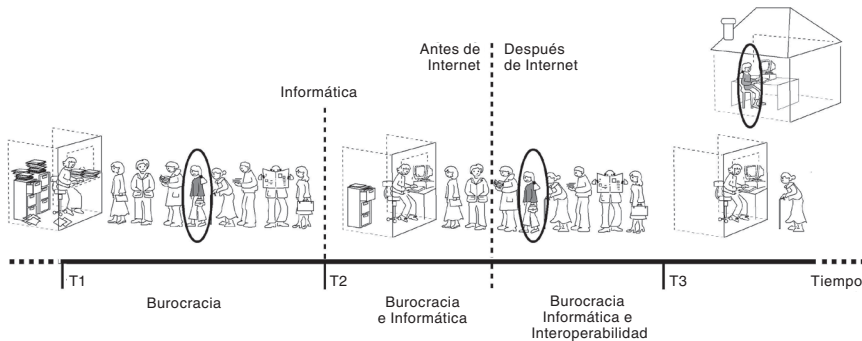 Antes de
Internet
Después
de Internet
Informática
T1
T2
T3
Tiempo
Burocracia
Burocracia
e Informática
Burocracia
Informática e
Interoperabilidad